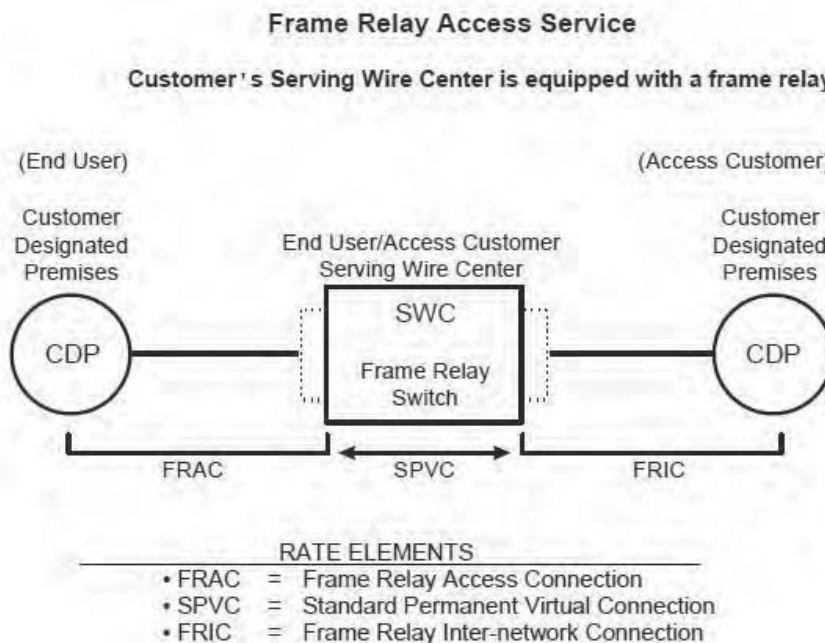 Frame Relay Access Service
Customer's Serving Wire Center is equipped with a frame relay
(End User)
(Access Customer)
Customer
Designated
Premises
End User/Access Customer
Serving Wire Center
Customer
Designated
Premises
CDP
SWC
Frame Relay
Switch
CDP
FRAC
SPVC
FRIC
RATE ELEMENTS
• FRAC = Frame Relay Access Connection
• SPVC = Standard Permanent Virtual Connection
• FRIC = Frame Relay Inter-network Connection